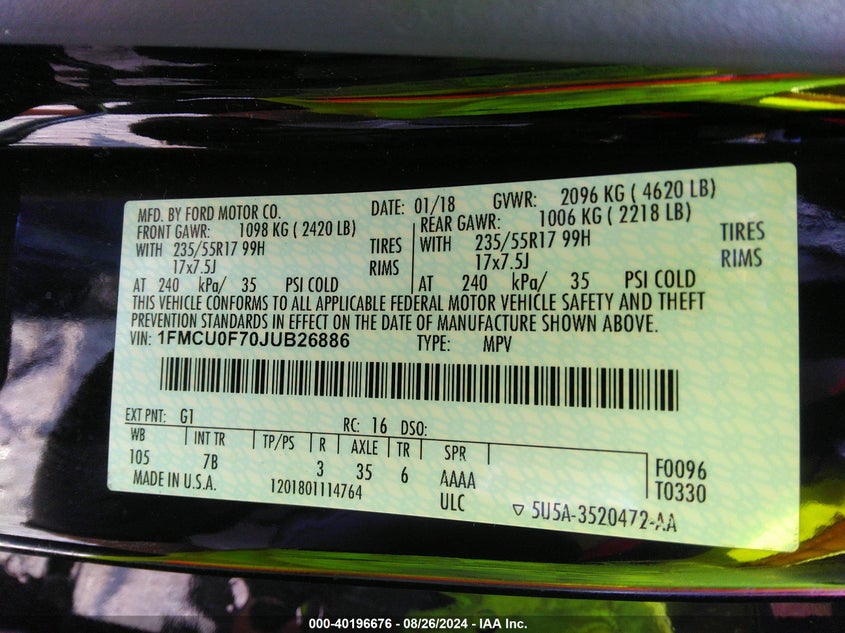 MFD. BY FORD MOTOR CO. DATE: 01/18 GVWR: 2096 KG ( 4620 LB)
FRONT GAWR: 1098 KG ( 2420 LB) REAR GAWR: 1006 KG ( 2218 LB)
WITH 235/55R17 99H TIRES WITH 235/55R17 99H TIRES
17x7.5J RIMS 17x7.5J RIMS
AT 240 kPa/ 35 PSI COLD AT 240 kPa/ 35 PSI COLD
THIS VEHICLE CONFORMS TO ALL APPLICABLE FEDERAL MOTOR VEHICLE SAFETY AND THEFT
PREVENTION STANDARDS IN EFFECT ON THE DATE OF MANUFACTURE SHOWN ABOVE.
VIN: 1FMCU0F70JUB26886 TYPE: MPV
EXT PNT: G1 RC: 16 DSO:
WB INT TR TP/PS R AXLE TR SPR
105 7B 3 35 6 AAAA F0096
MADE IN U.S.A. 1201801114764 ULC T0330
▽ 5U5A-3520472-AA
000-40196676 - 08/26/2024 - IAA Inc.